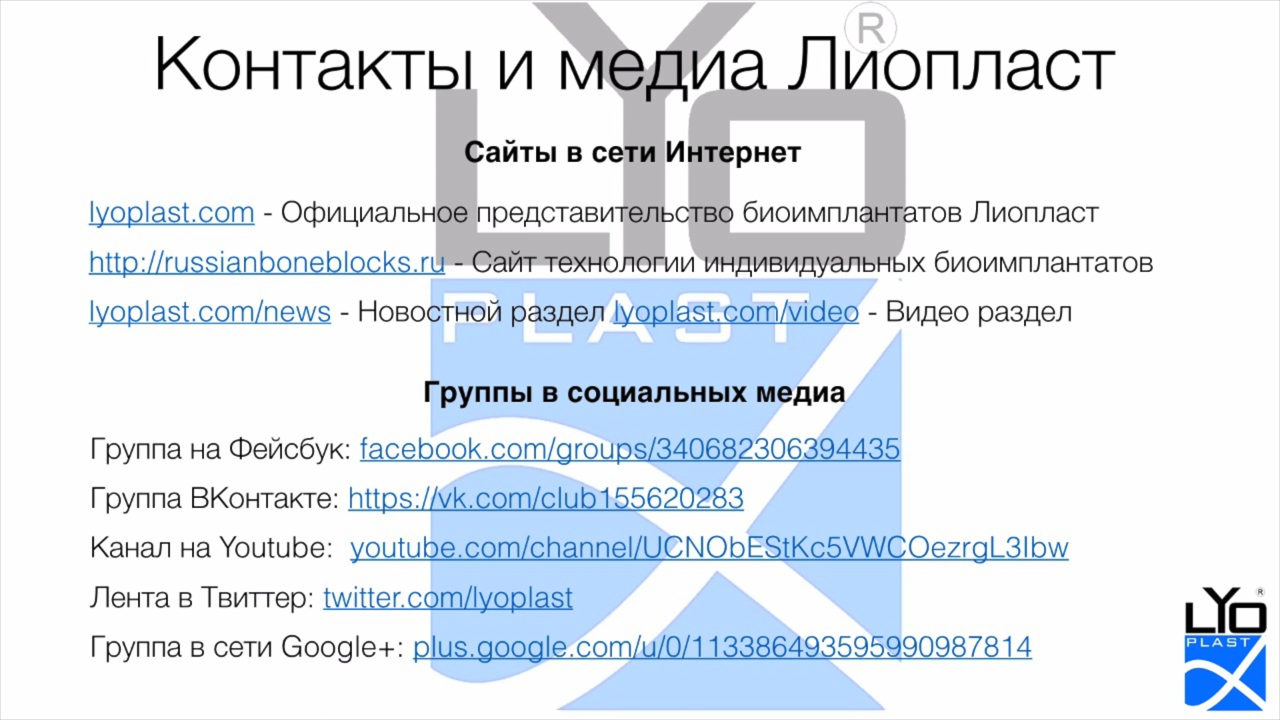 Контакты и медиа Лиопласт
Сайты в сети Интернет
lyoplast.com - Официальное представительство биоимплантатов Лиопласт
http://russianboneblocks.ru - Сайт технологии индивидуальных биоимплантатов
lyoplast.com/news - Новостной раздел lyoplast.com/video - Видео раздел
Группы в социальных медиа
Группа на Фейсбук: facebook.com/groups/340682306394435
Группа ВКонтакте: https://vk.com/club155620283
Канал на Youtube: youtube.com/channel/UCNObEStKc5VWCOezrgL3Ibw
Лента в Твиттер: twitter.com/lyoplast
Группа в сети Google+: plus.google.com/u/0/113386493595990987814
LYO ®
PLAST
LYO ®
PLAST